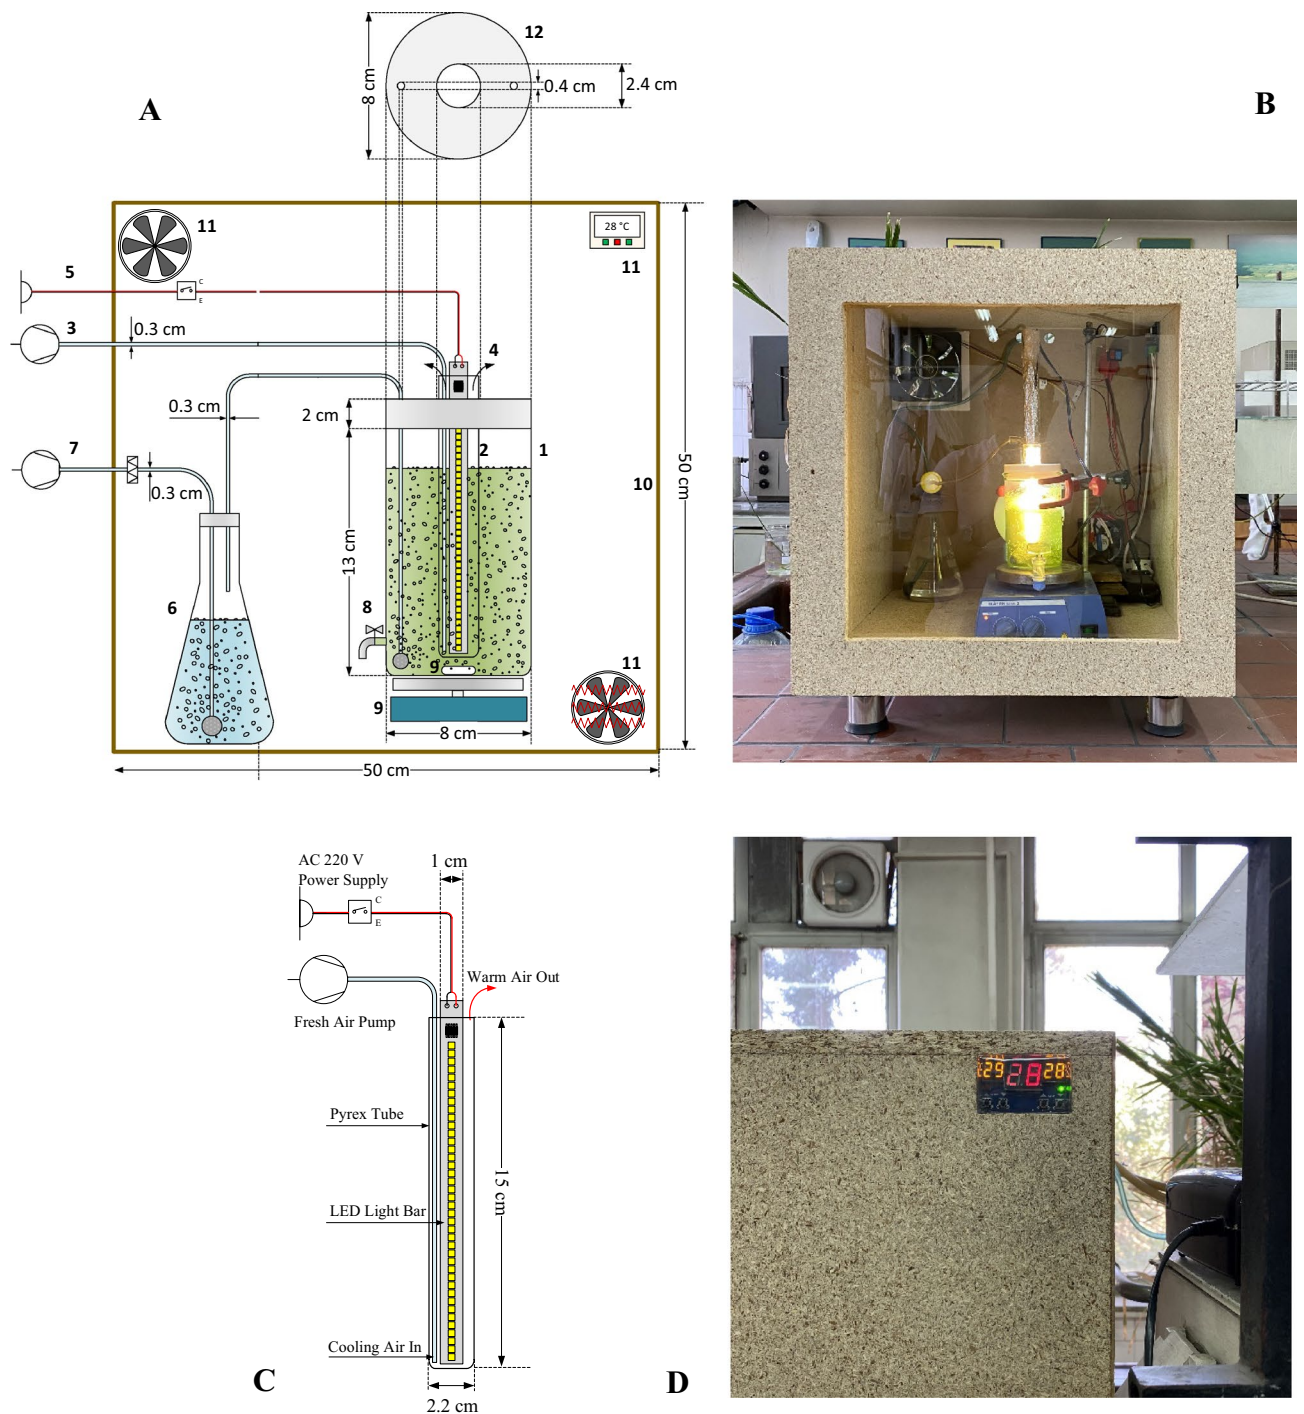 12
8 cm
0.4 cm
2.4 cm
A
B
11
28 °C
11
5
C
E
3
0.3 cm
4
0.3 cm
2 cm
7
2
1
0.3 cm
10
50 cm
13 cm
6
8
9
11
9
8 cm
50 cm
AC 220 V
Power Supply
1 cm
C
E
Warm Air Out
Fresh Air Pump
Pyrex Tube
15 cm
LED Light Bar
Cooling Air In
C
2.2 cm
D
29
28
28